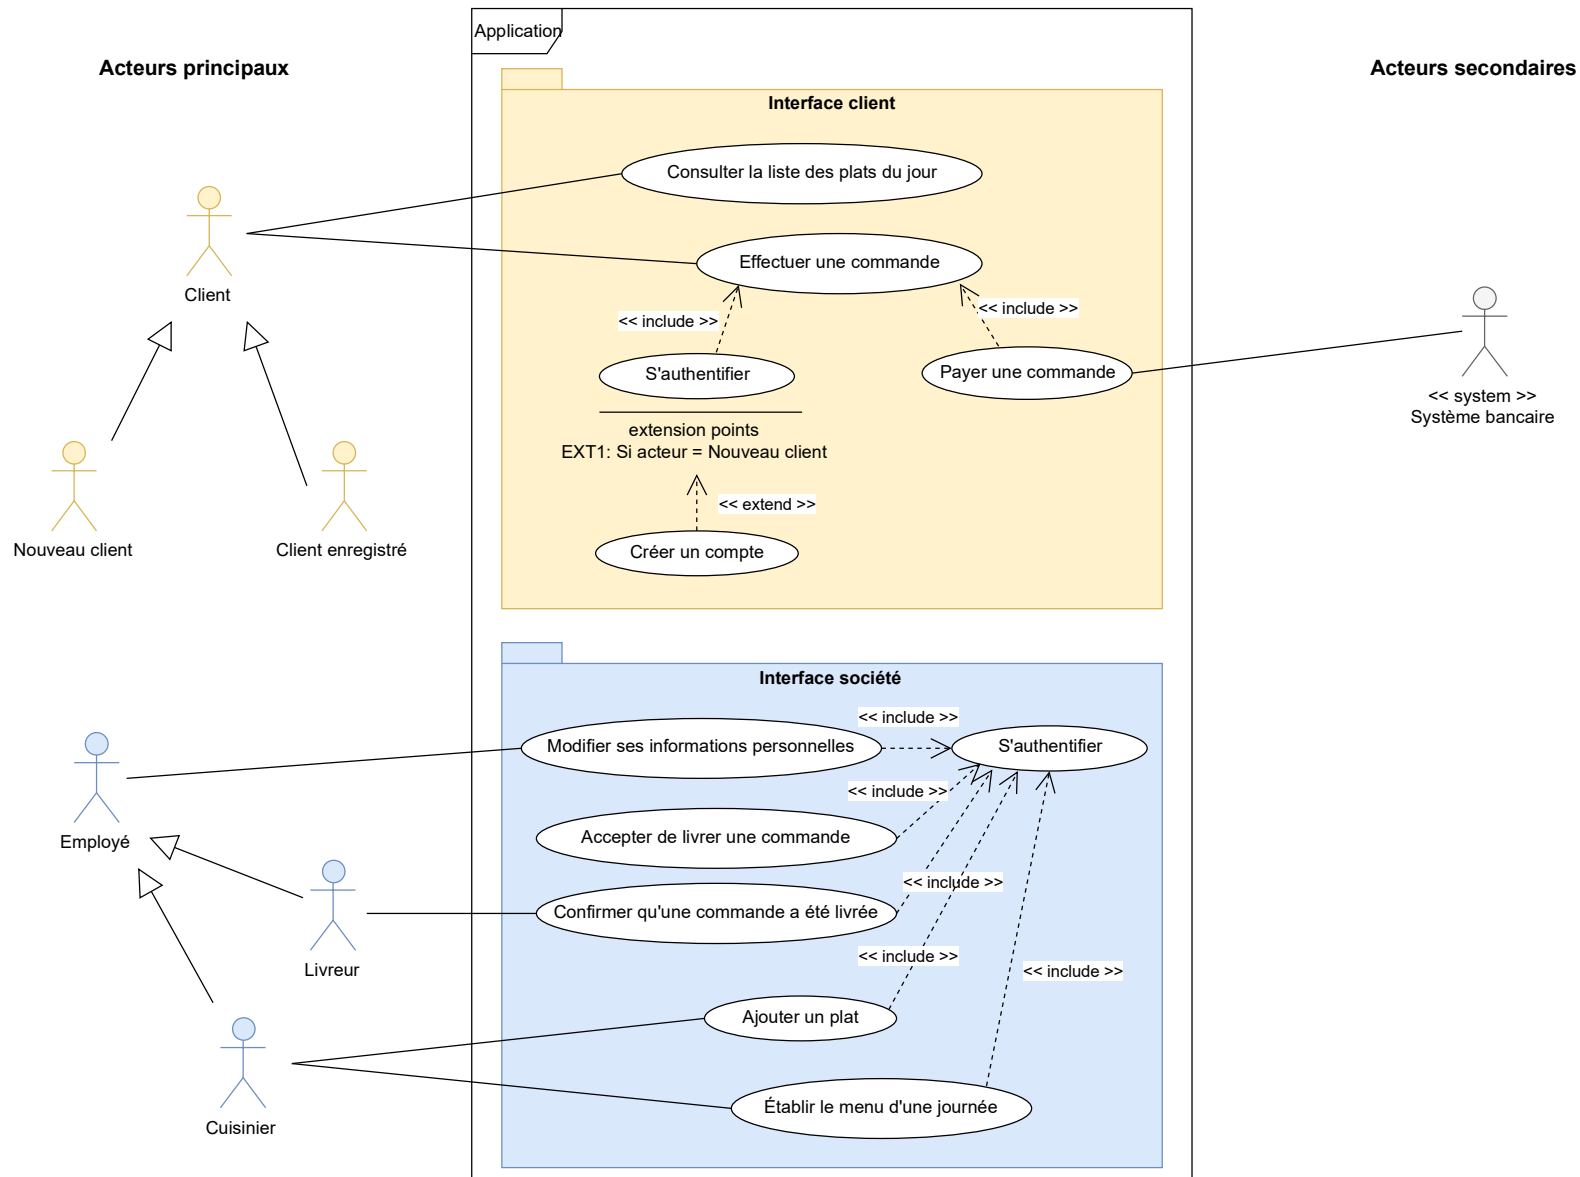 Application
Acteurs principaux
Acteurs secondaires
Interface client
Consulter la liste des plats du jour
Effectuer une commande
Client
<< include >>
<< include >>
S'authentifier
Payer une commande
<< system >>
Système bancaire
extension points
EXT1: Si acteur = Nouveau client
<< extend >>
Nouveau client
Client enregistré
Créer un compte
Interface société
<< include >>
Modifier ses informations personnelles
S'authentifier
<< include >>
Employé
Accepter de livrer une commande
<< include >>
Confirmer qu'une commande a été livrée
<< include >>
Livreur
<< include >>
Ajouter un plat
Établir le menu d'une journée
Cuisinier